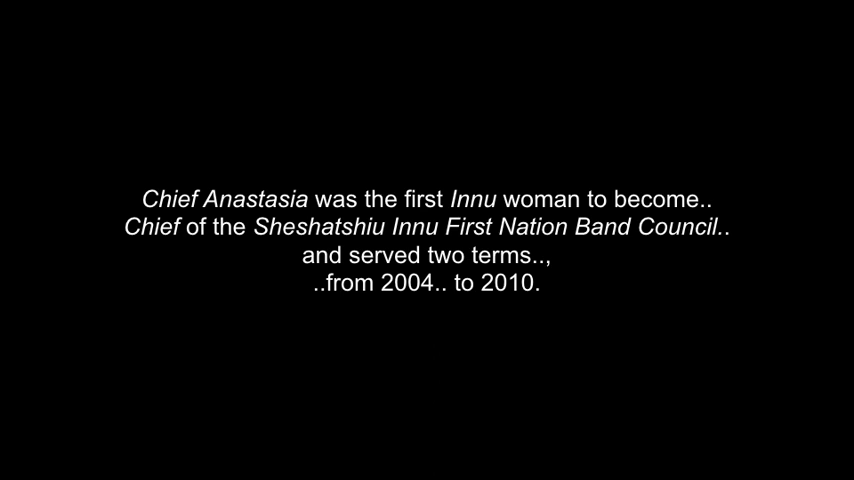 Chief Anastasia was the first Innu woman to become..
Chief of the Sheshatshiu Innu First Nation Band Council..
and served two terms..,
..from 2004.. to 2010.